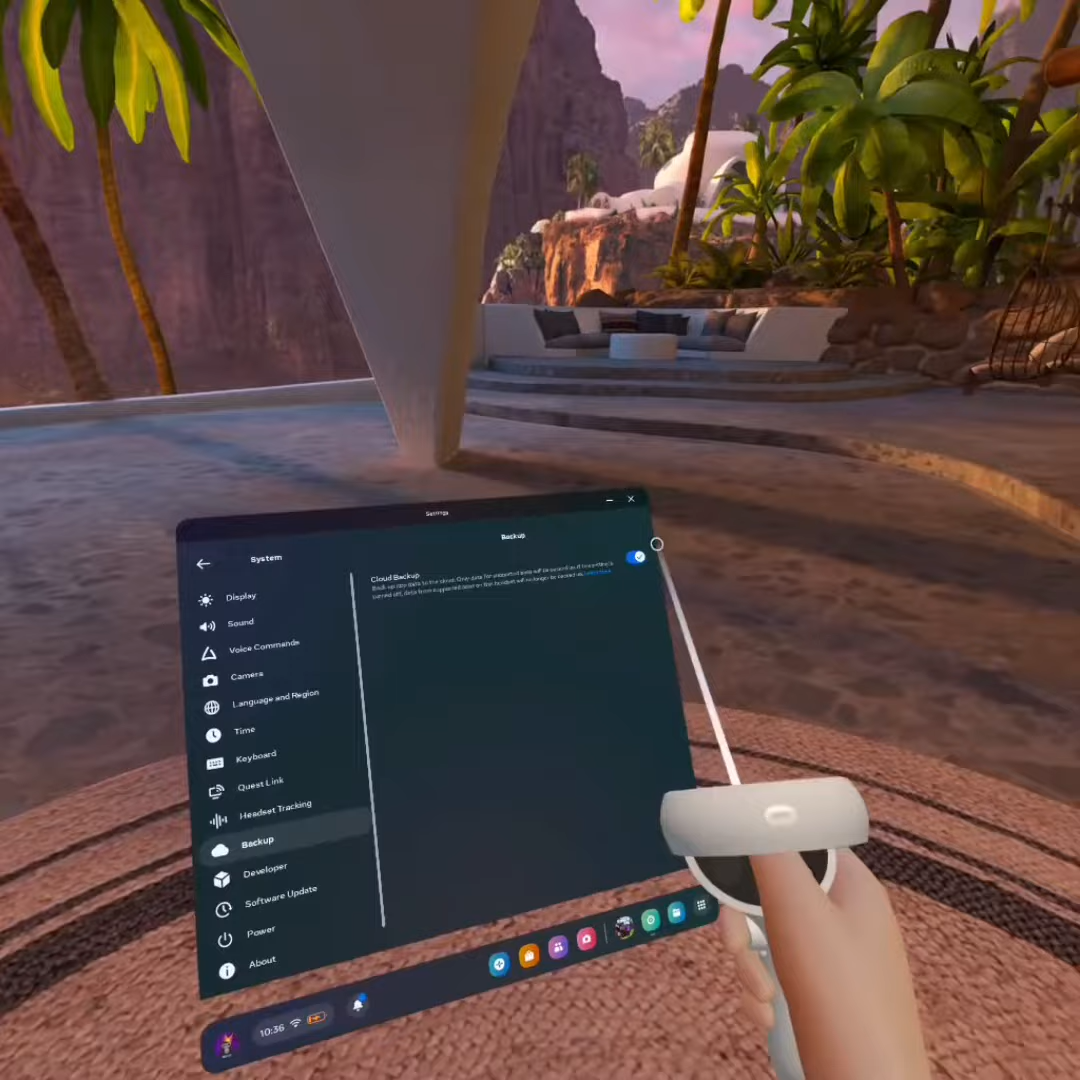 Settings
System
Backup
Display
Sound
Voice Commands
Camera
Language and Region
Time
Keyboard
Quest Link
Headset Tracking
Backup
Developer
Software Update
Power
About
Cloud Backup
10:36